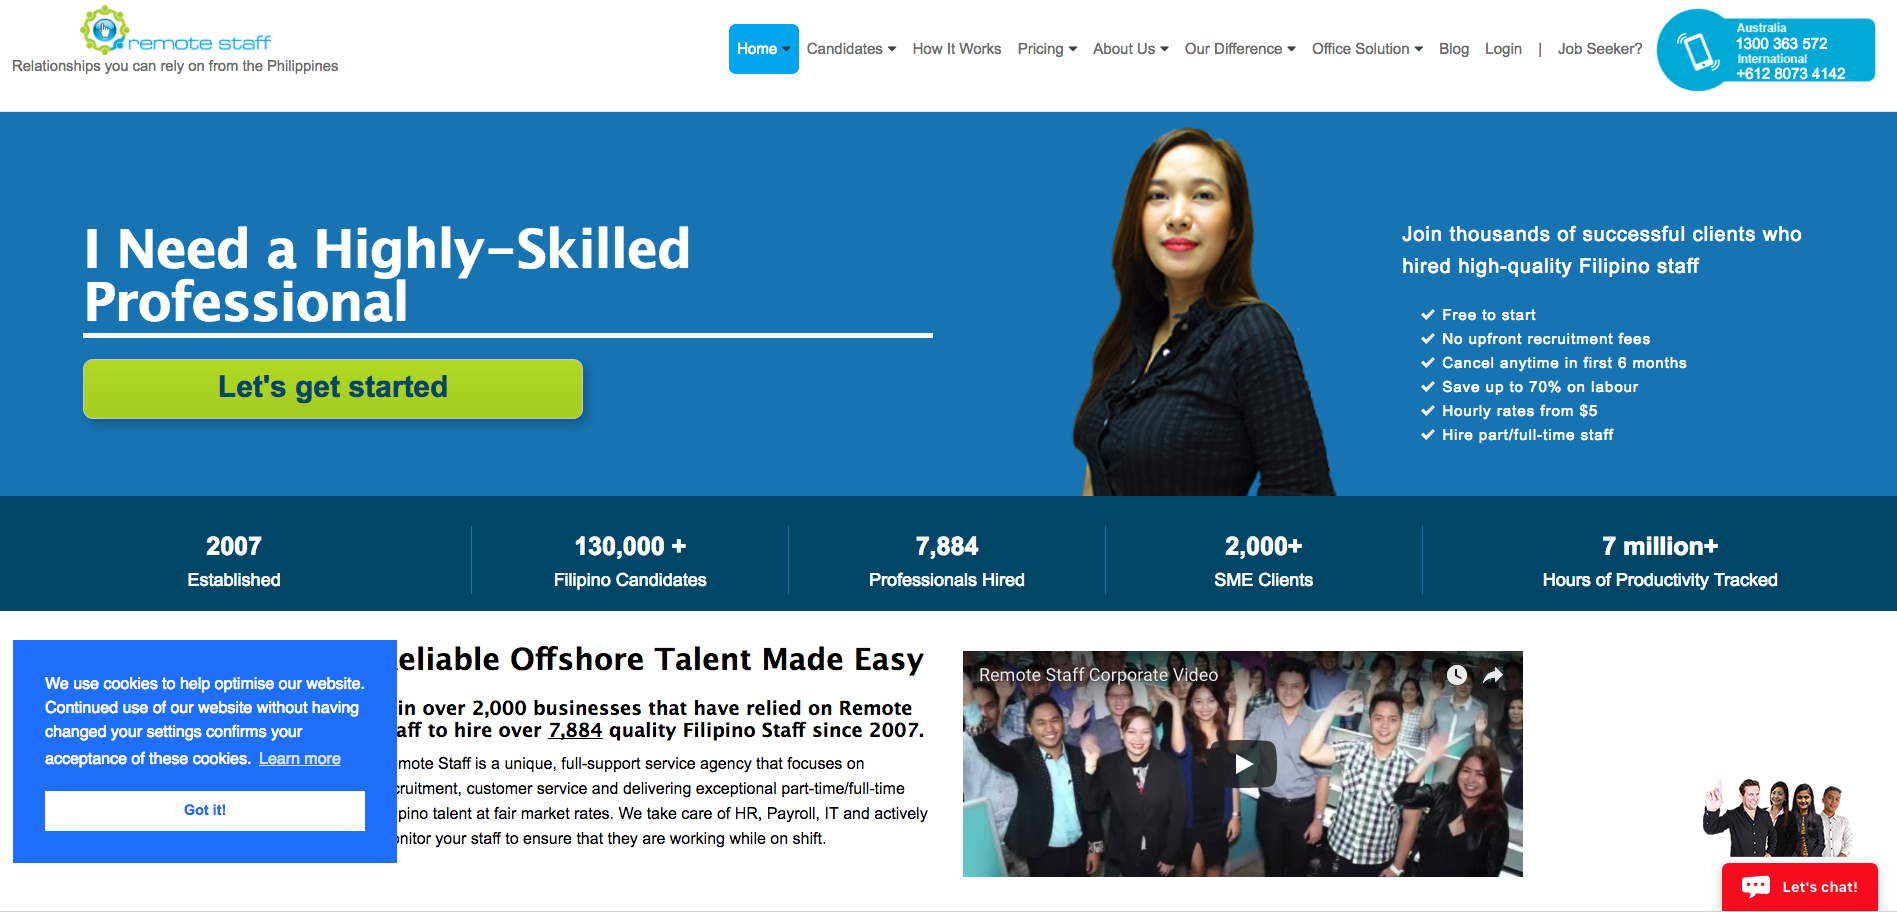 remote staff
Relationships you can rely on from the Philippines
Home
Candidates
How It Works
Pricing
About Us
Our Difference
Office Solution
Blog
Login
|
Job Seeker?
Australia
1300 363 572
International
+612 8073 4142
I Need a Highly-Skilled
Professional
Let's get started
Join thousands of successful clients who
hired high-quality Filipino staff
Free to start
No upfront recruitment fees
Cancel anytime in first 6 months
Save up to 70% on labour
Hourly rates from $5
Hire part/full-time staff
2007
Established
130,000 +
Filipino Candidates
7,884
Professionals Hired
2,000+
SME Clients
7 million+
Hours of Productivity Tracked
We use cookies to help optimise our website.
Continued use of our website without having
changed your settings confirms your
acceptance of these cookies. Learn more
Got it!
eliable Offshore Talent Made Easy
in over 2,000 businesses that have relied on Remote
aff to hire over 7,884 quality Filipino Staff since 2007.
mote Staff is a unique, full-support service agency that focuses on
cruitment, customer service and delivering exceptional part-time/full-time
pino talent at fair market rates. We take care of HR, Payroll, IT and actively
nitor your staff to ensure that they are working while on shift.
Remote Staff Corporate Video
Let's chat!